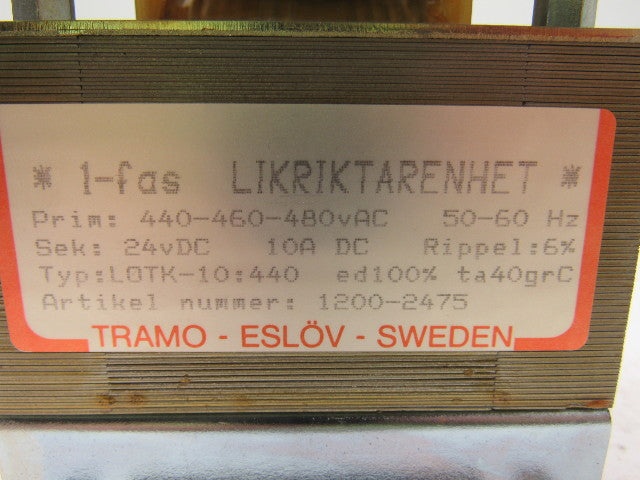 * 1-fas LIKRIKTARENHET *
Prim: 440-460-480vAC 50-60 Hz
Sek: 24vDC 10A DC Rippel:6%
Typ:LOTK-10:440 ed100% ta40grC
Artikel nummer: 1200-2475
TRAMO - ESLÖV - SWEDEN